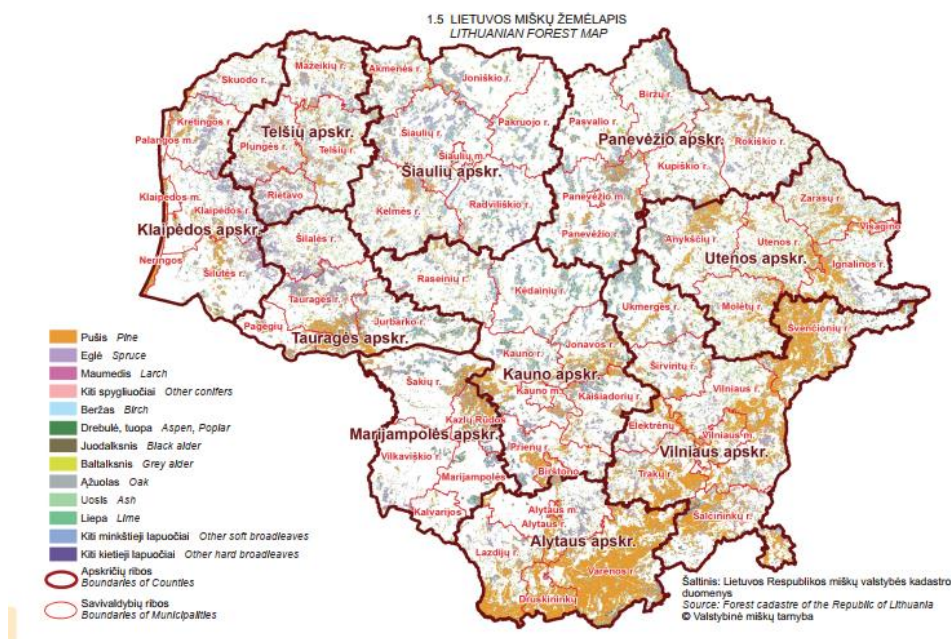 1.5 LIETUVOS MIŠKŲ ŽEMĖLAPIS
LITHUANIAN FOREST MAP
Skuodo r.
Mažeikių r.
Akmenės r.
Joniškio r.
Biržų r.
Kretingos r.
Palangos m.
Telšių apskr.
Plungės r.
Telšių r.
Šiaulių r.
Pakruojo r.
Pasvalio r.
Panevėžio apskr.
Rokiškio r.
Šiaulių m.
Šiaulių apskr.
Kupiškio r.
Klaipėdos m.
Rietavo
Kelmės r.
Radviliškio r.
Panevėžio m.
Zarasų r.
Klaipėdos r.
Klaipėdos apskr.
Panevėžio r.
Anykščių r.
Utenos r.
Visagino
Šilalės r.
Utenos apskr.
Neringos
Šilutės r.
Raseinių r.
Kėdainių r.
Ignalinos r.
Tauragės r.
Ukmergės r.
Molėtų r.
Pagėgių
Jurbarko r.
Tauragės apskr.
Švenčionių r.
Jonavos r.
Kauno r.
Širvintų r.
Kauno apskr.
Šakių r.
Kauno m.
Kaišiadorių r.
Vilniaus r.
Kazlų Rūdos
Elektrėnų
Vilniaus m.
Marijampolės apskr.
Prienų r.
Vilkaviškio r.
Birštono
Trakų r.
Vilniaus apskr.
Marijampolės
Kalvarijos
Alytaus m.
Alytaus r.
Šalčininkų r.
Alytaus apskr.
Lazdijų r.
Varėnos r.
Druskininkų
Pušis Pine
Eglė Spruce
Maumedis Larch
Kiti spygliuočiai Other conifers
Beržas Birch
Drebulė, tuopa Aspen, Poplar
Juodalksnis Black alder
Baltalksnis Grey alder
Ąžuolas Oak
Uosis Ash
Liepa Lime
Kiti minkštieji lapuočiai Other soft broadleaves
Kiti kietieji lapuočiai Other hard broadleaves
Apskričių ribos
Boundaries of Counties
Savivaldybių ribos
Boundaries of Municipalities
Šaltinis: Lietuvos Respublikos miškų valstybės kadastro
duomenys
Source: Forest cadastre of the Republic of Lithuania
© Valstybinė miškų tarnyba